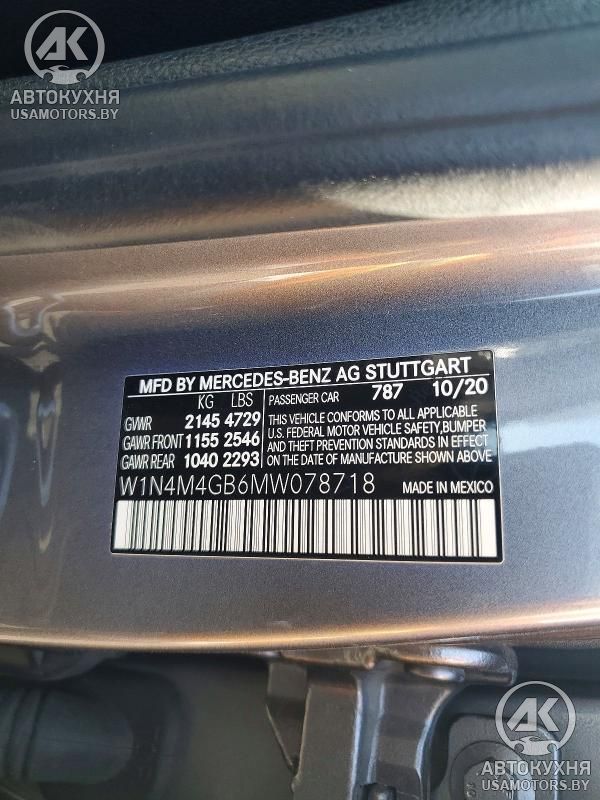 АК
АВТОКУХНЯ
USAMOTORS.BY
MFD BY MERCEDES-BENZ AG STUTTGART
KG LBS PASSENGER CAR 787 10/20
GVWR 2145 4729
GAWR FRONT 1155 2546
GAWR REAR 1040 2293
THIS VEHICLE CONFORMS TO ALL APPLICABLE
U.S. FEDERAL MOTOR VEHICLE SAFETY, BUMPER
AND THEFT PREVENTION STANDARDS IN EFFECT
ON THE DATE OF MANUFACTURE SHOWN ABOVE
W1N4M4GB6MW078718 MADE IN MEXICO
АК
АВТОКУХНЯ
USAMOTORS.BY